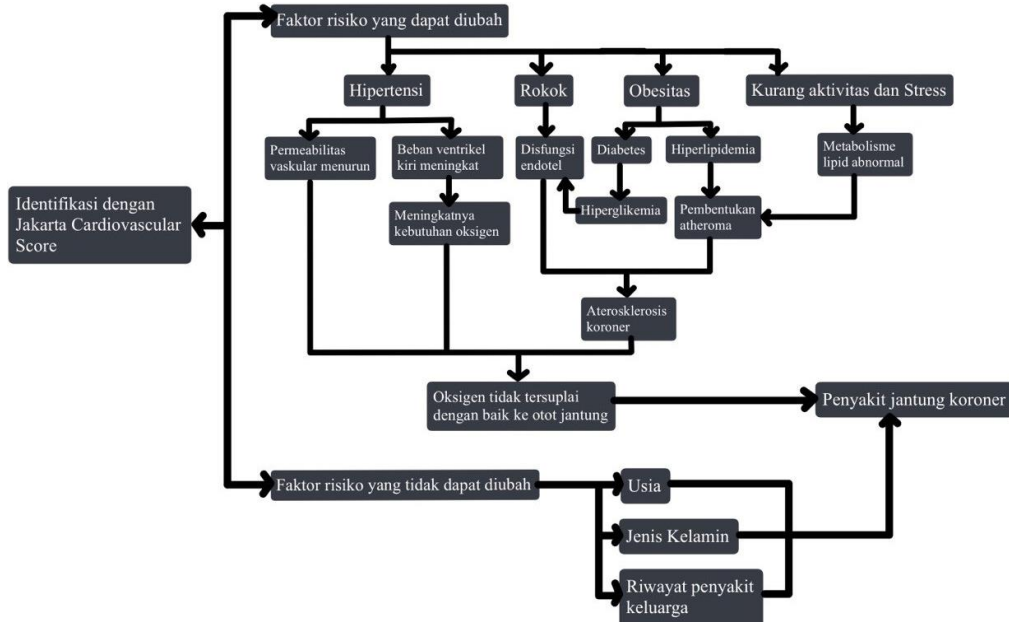 Faktor risiko yang dapat diubah
Hipertensi
Rokok
Obesitas
Kurang aktivitas dan Stress
Permeabilitas
vaskular menurun
Beban ventrikel
kiri meningkat
Disfungsi
endotel
Diabetes
Hiperlipidemia
Metabolisme
lipid abnormal
Identifikasi dengan
Jakarta Cardiovascular
Score
Meningkatnya
kebutuhan oksigen
Hiperglikemia
Pembentukan
atheroma
Aterosklerosis
koroner
Oksigen tidak tersuplai
dengan baik ke otot jantung
Penyakit jantung koroner
Faktor risiko yang tidak dapat diubah
Usia
Jenis Kelamin
Riwayat penyakit
keluarga